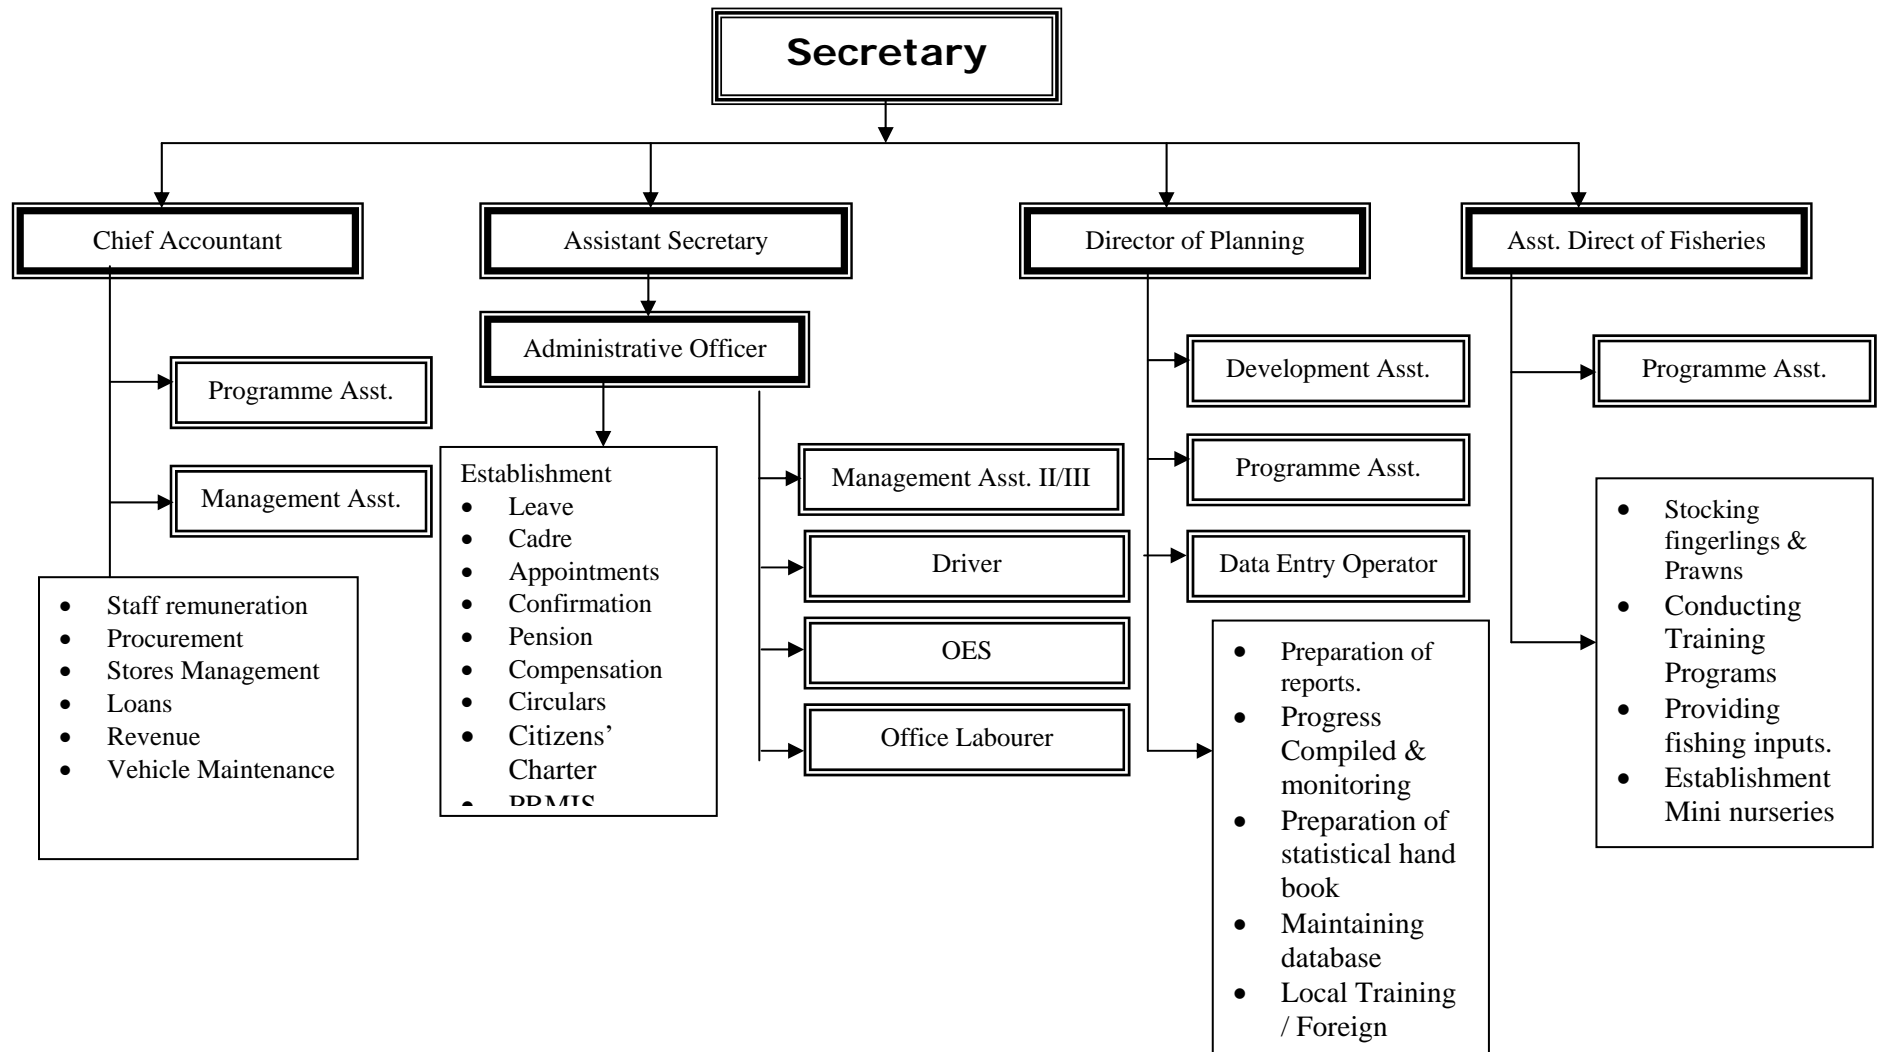 Secretary
Chief Accountant
Assistant Secretary
Director of Planning
Asst. Direct of Fisheries
Administrative Officer
Programme Asst.
Management Asst.
• Staff remuneration
• Procurement
• Stores Management
• Loans
• Revenue
• Vehicle Maintenance
Establishment
• Leave
• Cadre
• Appointments
• Confirmation
• Pension
• Compensation
• Circulars
• Citizens’
Charter
Management Asst. II/III
Driver
OES
Office Labourer
Development Asst.
Programme Asst.
Data Entry Operator
• Preparation of
reports.
• Progress
Compiled &
monitoring
• Preparation of
statistical hand
book
• Maintaining
database
• Local Training
/ Foreign
Programme Asst.
• Stocking
fingerlings &
Prawns
• Conducting
Training
Programs
• Providing
fishing inputs.
• Establishment
Mini nurseries